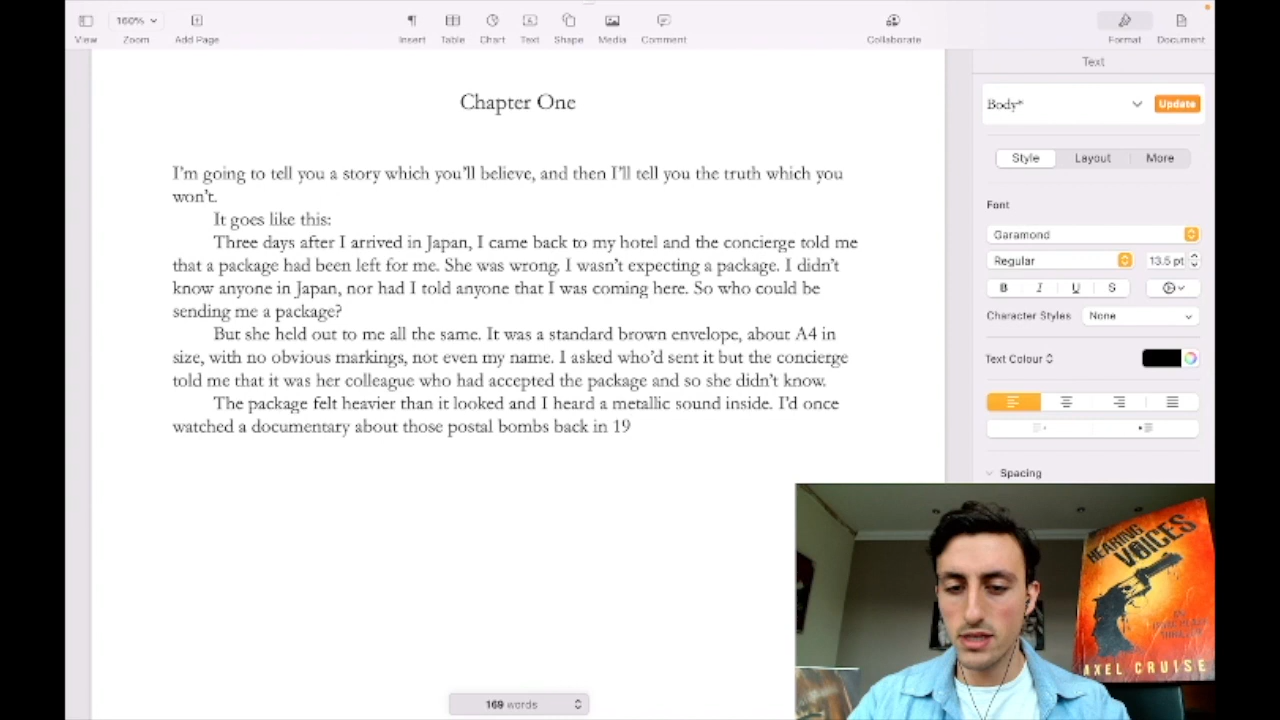 160%
View
Zoom
Add Page
Insert
Table
Chart
Text
Shape
Media
Comment
Collaborate
Format
Document
Chapter One
I'm going to tell you a story which you'll believe, and then I'll tell you the truth which you
won't.
It goes like this:
Three days after I arrived in Japan, I came back to my hotel and the concierge told me
that a package had been left for me. She was wrong. I wasn't expecting a package. I didn't
know anyone in Japan, nor had I told anyone that I was coming here. So who could be
sending me a package?
But she held out to me all the same. It was a standard brown envelope, about A4 in
size, with no obvious markings, not even my name. I asked who'd sent it but the concierge
told me that it was her colleague who had accepted the package and so she didn't know.
The package felt heavier than it looked and I heard a metallic sound inside. I'd once
watched a documentary about those postal bombs back in 19
169 words
Text
Body*
Update
Style
Layout
More
Font
Garamond
Regular
13.5 pt
B I U S
Character Styles
None
Text Colour
Spacing
HEARING
VOICES
AXEL CRUISE